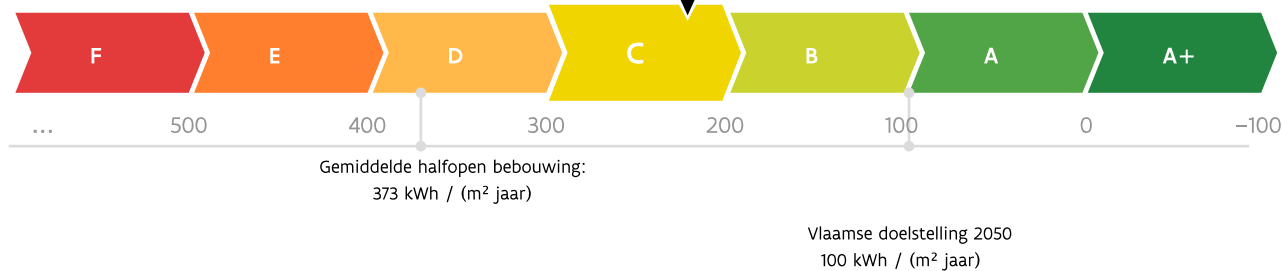 F E D C B A A+
... 500 400 300 200 100 0 –100
Gemiddelde halfopen bebouwing:
373 kWh / (m² jaar)
Vlaamse doelstelling 2050
100 kWh / (m² jaar)